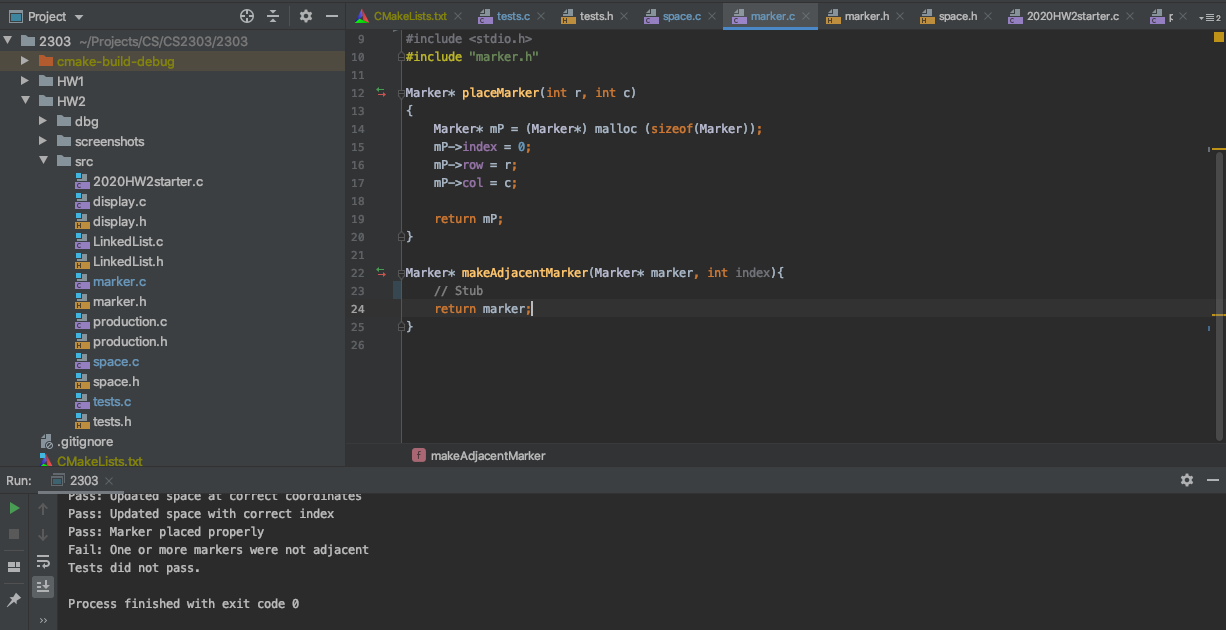 Project
CMakeLists.txt
tests.c
tests.h
space.c
marker.c
marker.h
space.h
2020HW2starter.c
2
2303 ~/Projects/CS/CS2303/2303
cmake-build-debug
HW1
HW2
dbg
screenshots
src
2020HW2starter.c
display.c
display.h
LinkedList.c
LinkedList.h
marker.c
marker.h
production.c
production.h
space.c
space.h
tests.c
tests.h
.gitignore
CMakeLists.txt
9 #include <stdio.h>
10 #include "marker.h"
11
12 Marker* placeMarker(int r, int c)
13 {
14 Marker* mP = (Marker*) malloc (sizeof(Marker));
15 mP->index = 0;
16 mP->row = r;
17 mP->col = c;
18
19 return mP;
20 }
21
22 Marker* makeAdjacentMarker(Marker* marker, int index){
23 // Stub
24 return marker;
25 }
26
f makeAdjacentMarker
Run: 2303
Pass: Updated space at correct coordinates
Pass: Updated space with correct index
Pass: Marker placed properly
Fail: One or more markers were not adjacent
Tests did not pass.
Process finished with exit code 0